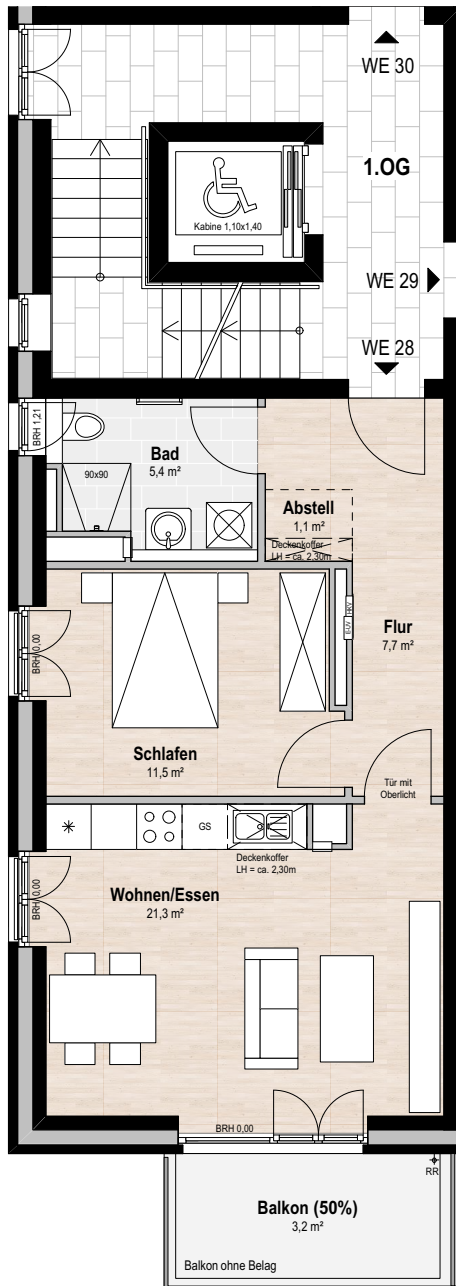 WE 30
1.OG
Kabine 1,10x1,40
WE 29
WE 28
BRH 1,21
Bad
5,4 m²
90x90
Abstell
1,1 m²
Deckenkoffer
LH = ca. 2,30m
E-UV
HKV
Flur
7,7 m²
BRH 0,00
Schlafen
11,5 m²
Tür mit
Oberlicht
GS
Deckenkoffer
LH = ca. 2,30m
BRH 0,00
Wohnen/Essen
21,3 m²
BRH 0,00
RR
Balkon (50%)
3,2 m²
Balkon ohne Belag